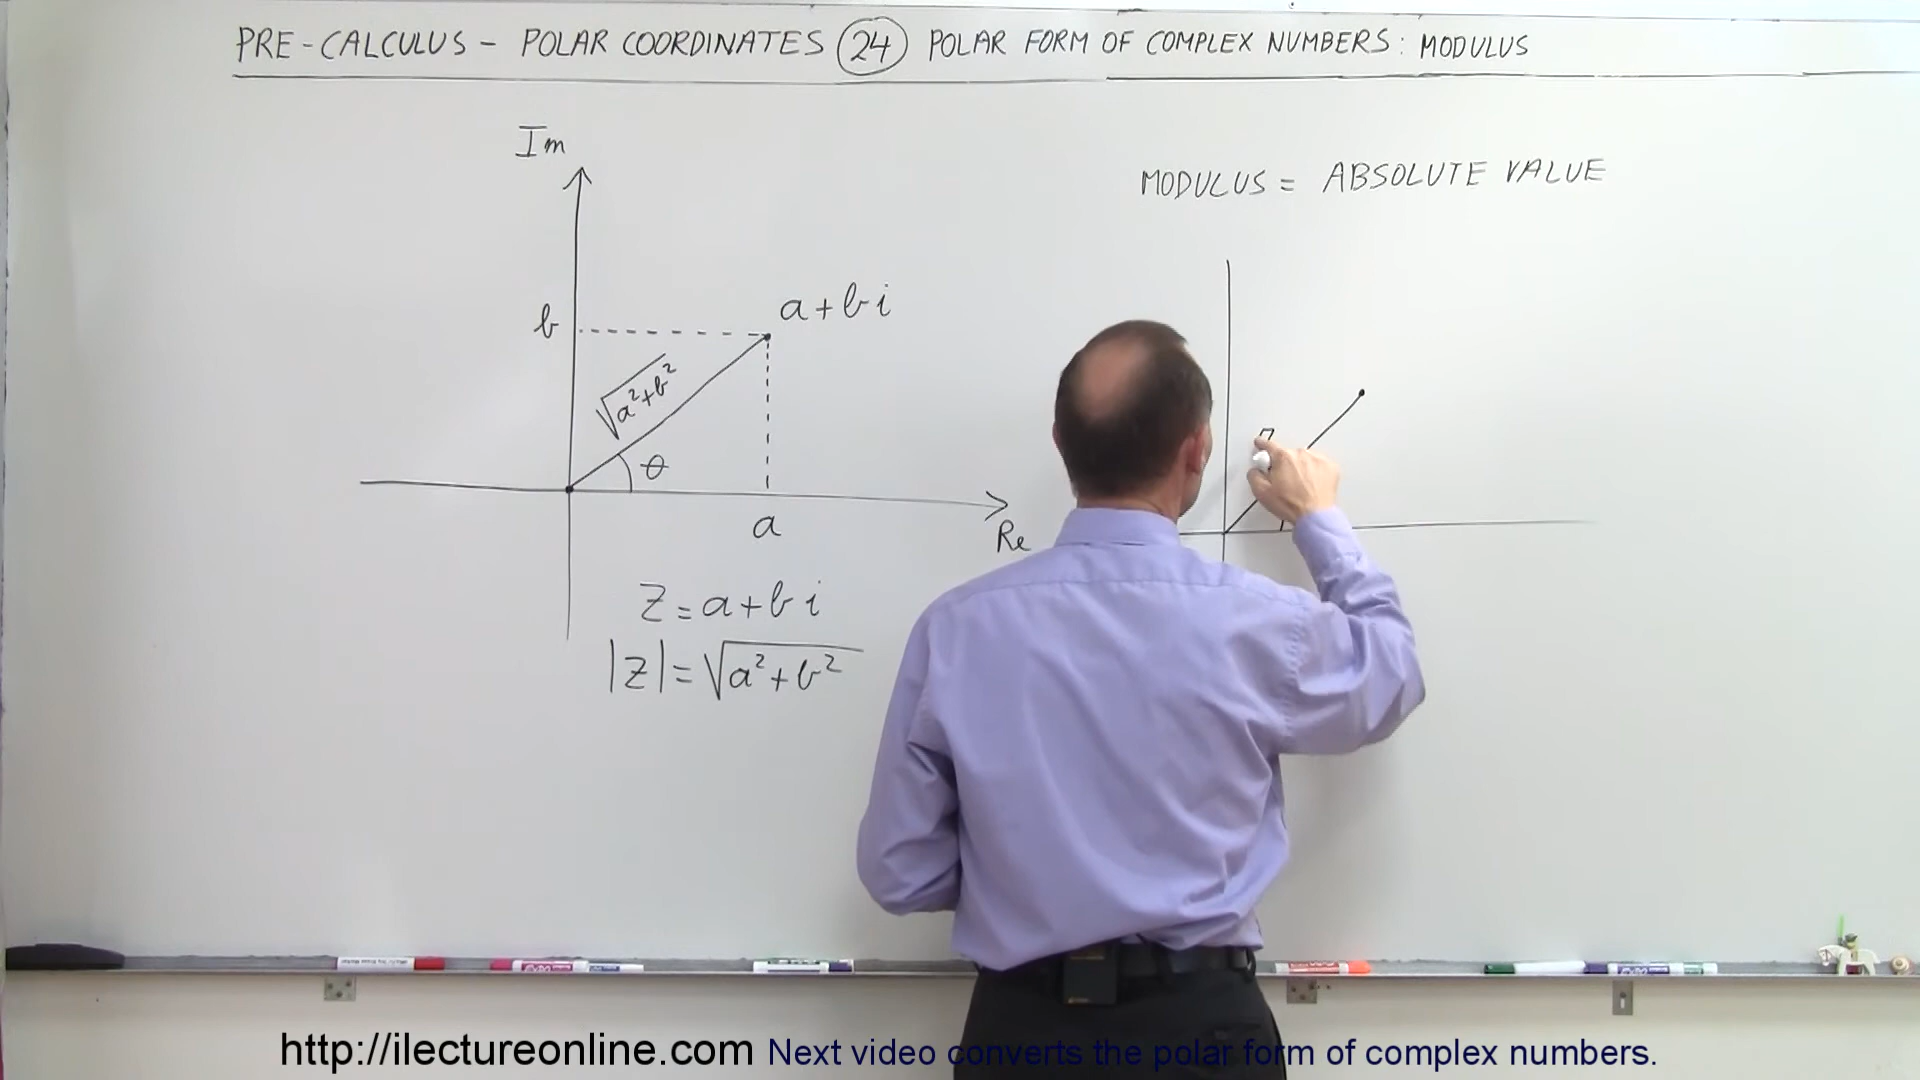 PRE-CALCULUS - POLAR COORDINATES 24 POLAR FORM OF COMPLEX NUMBERS: MODULUS
Im
MODULUS = ABSOLUTE VALUE
b
a+bi
√a²+b²
θ
a
Re
z=a+bi
|z|=√a²+b²
http://ilectureonline.com Next video converts the polar form of complex numbers.